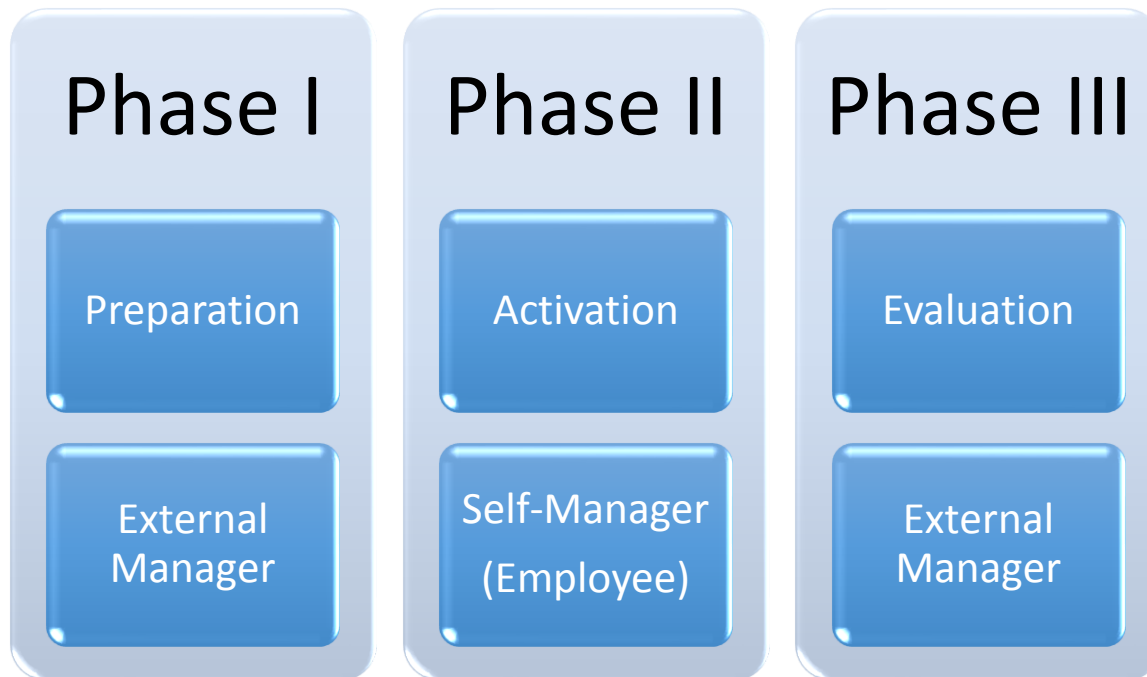 Phase I
Preparation
External
Manager
Phase II
Activation
Self-Manager
(Employee)
Phase III
Evaluation
External
Manager